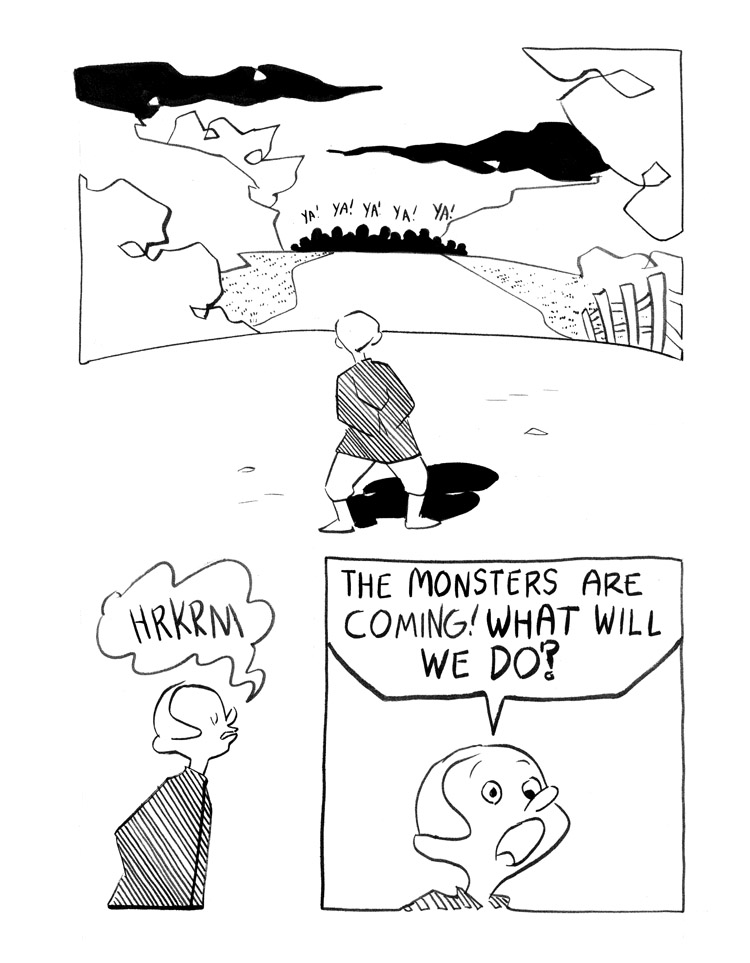 YA! YA! YA! YA! YA!
HRKRM
THE MONSTERS ARE
COMING! WHAT WILL
WE DO?